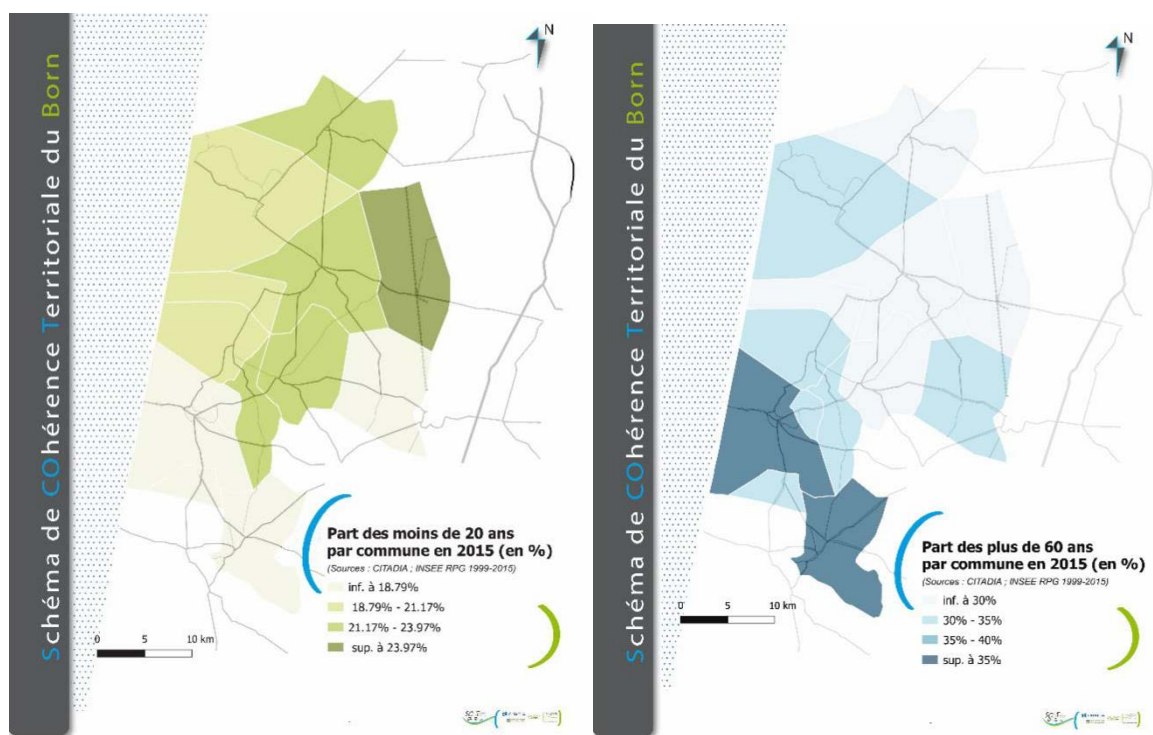 Schéma de COhérence Territoriale du Born
N
Part des moins de 20 ans
par commune en 2015 (en %)
(Sources : CITADIA ; INSEE RPG 1999-2015)
inf. à 18.79%
18.79% - 21.17%
21.17% - 23.97%
sup. à 23.97%
0 5 10 km
Schéma de COhérence Territoriale du Born
N
Part des plus de 60 ans
par commune en 2015 (en %)
(Sources : CITADIA ; INSEE RPG 1999-2015)
inf. à 30%
30% - 35%
35% - 40%
sup. à 35%
0 5 10 km